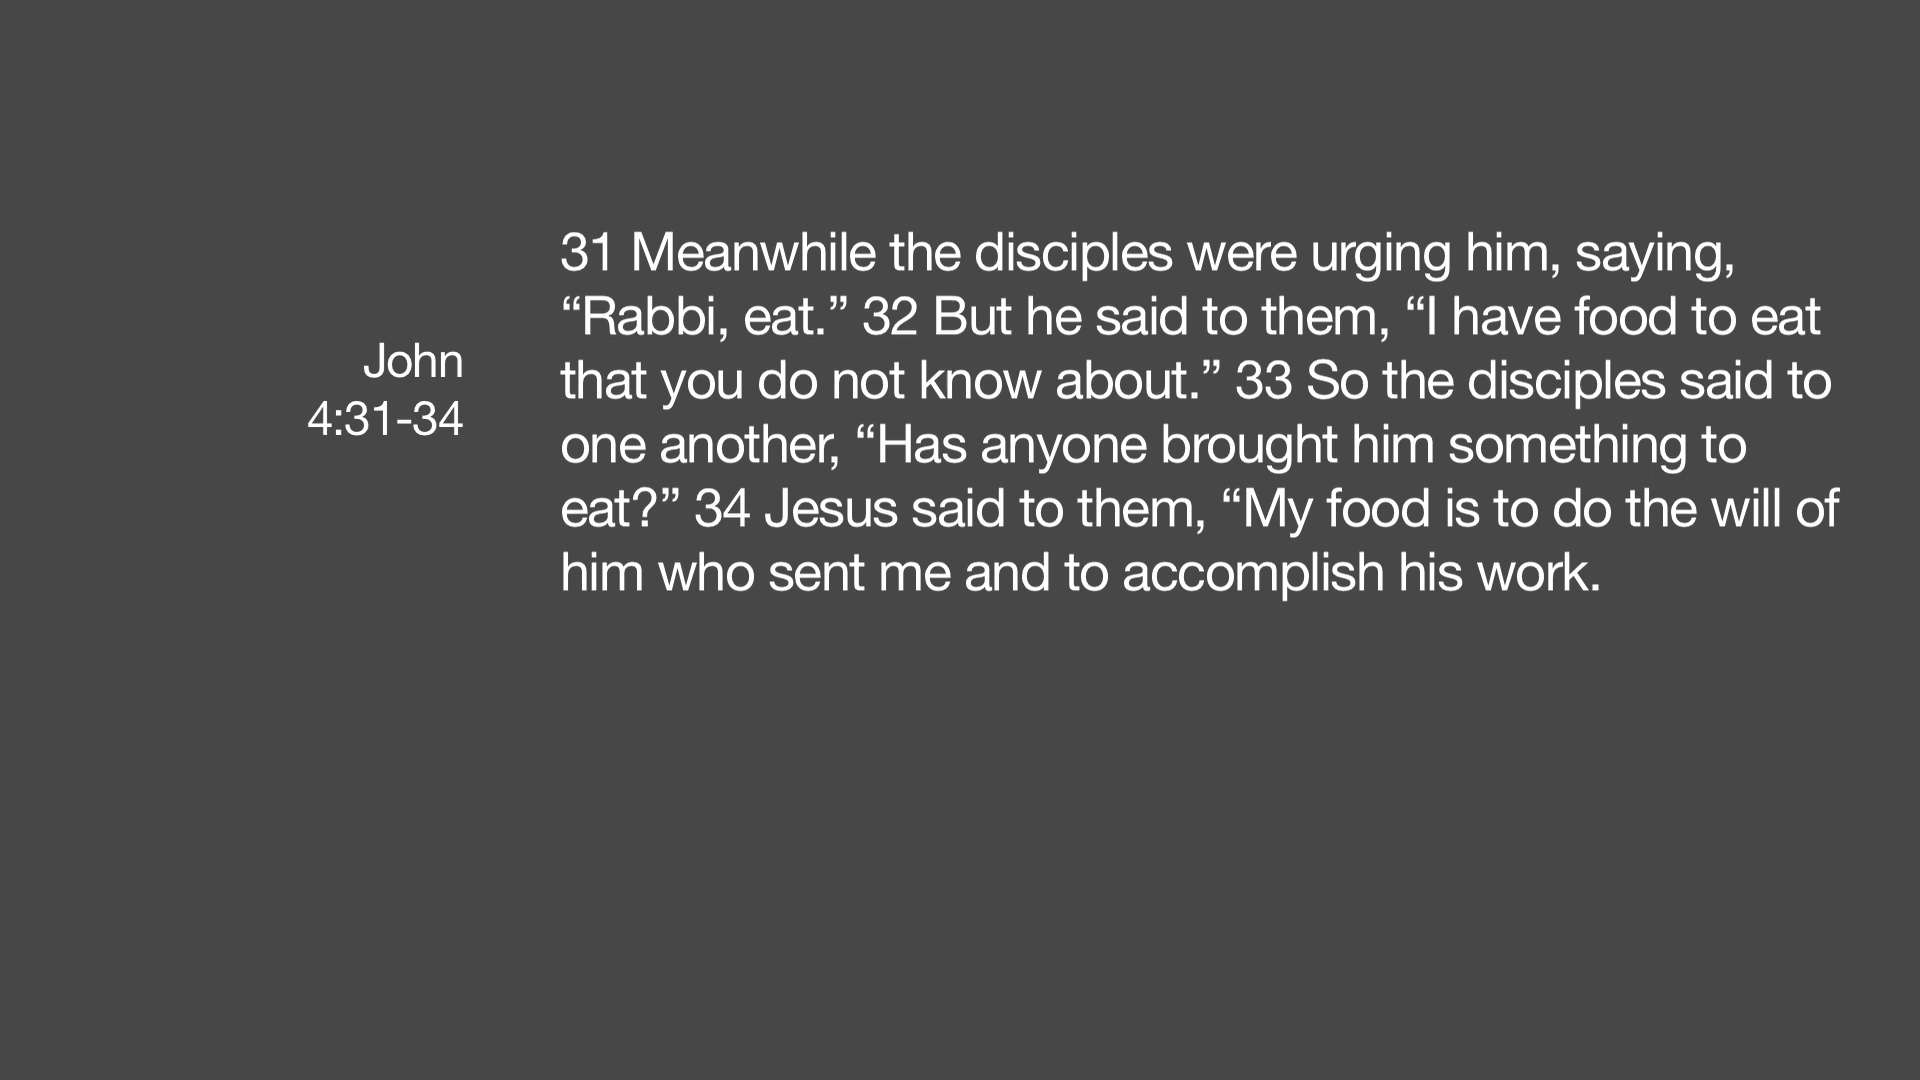 John
4:31-34
31 Meanwhile the disciples were urging him, saying,
“Rabbi, eat.” 32 But he said to them, “I have food to eat
that you do not know about.” 33 So the disciples said to
one another, “Has anyone brought him something to
eat?” 34 Jesus said to them, “My food is to do the will of
him who sent me and to accomplish his work.